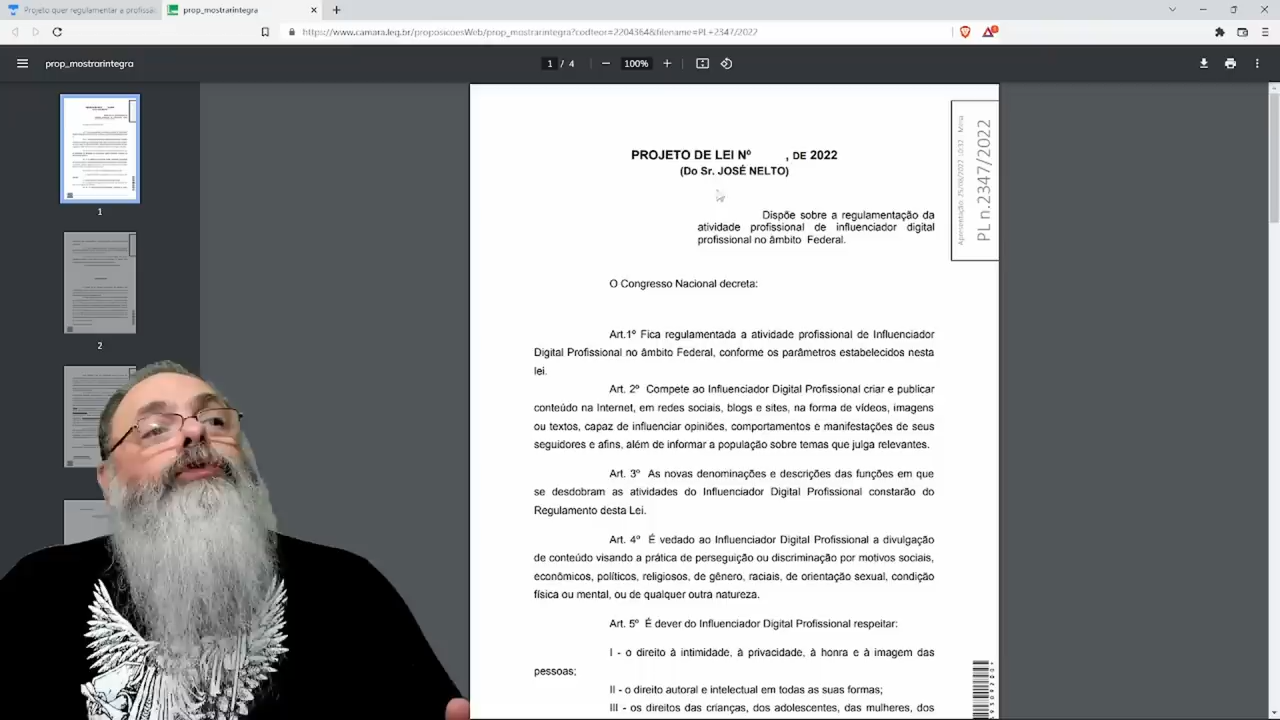 Projeto quer regulamentar a profissã
prop_mostrarintegra
https://www.camara.leg.br/proposicoesWeb/prop_mostrarintegra?codteor=2204364&filename=PL+2347/2022
prop_mostrarintegra
1 / 4
100%
PROJETO DE LEI Nº , DE 2022
(Do Sr. JOSÉ NELTO)
Apresentação: 25/08/2022 10:37
PL n.2347/2022
Dispõe sobre a regulamentação da
atividade profissional de influenciador digital
profissional no âmbito Federal.
O Congresso Nacional decreta:
Art.1º Fica regulamentada a atividade profissional de Influenciador
Digital Profissional no âmbito Federal, conforme os parâmetros estabelecidos nesta
lei.
Art. 2º Compete ao Influenciador Digital Profissional criar e publicar
conteúdo na Internet, em redes sociais, blogs e sites, na forma de vídeos, imagens
ou textos, capaz de influenciar opiniões, comportamentos e manifestações de seus
seguidores e afins, além de informar a população sobre temas que julga relevantes.
Art. 3º As novas denominações e descrições das funções em que
se desdobram as atividades do Influenciador Digital Profissional constarão do
Regulamento desta Lei.
Art. 4º É vedado ao Influenciador Digital Profissional a divulgação
de conteúdo visando a prática de perseguição ou discriminação por motivos sociais,
econômicos, políticos, religiosos, de gênero, raciais, de orientação sexual, condição
física ou mental, ou de qualquer outra natureza.
Art. 5º É dever do Influenciador Digital Profissional respeitar:
I - o direito à intimidade, à privacidade, à honra e à imagem das
pessoas;
II - o direito autoral e intelectual em todas as suas formas;
III - os direitos das crianças, dos adolescentes, das mulheres, dos
1
2